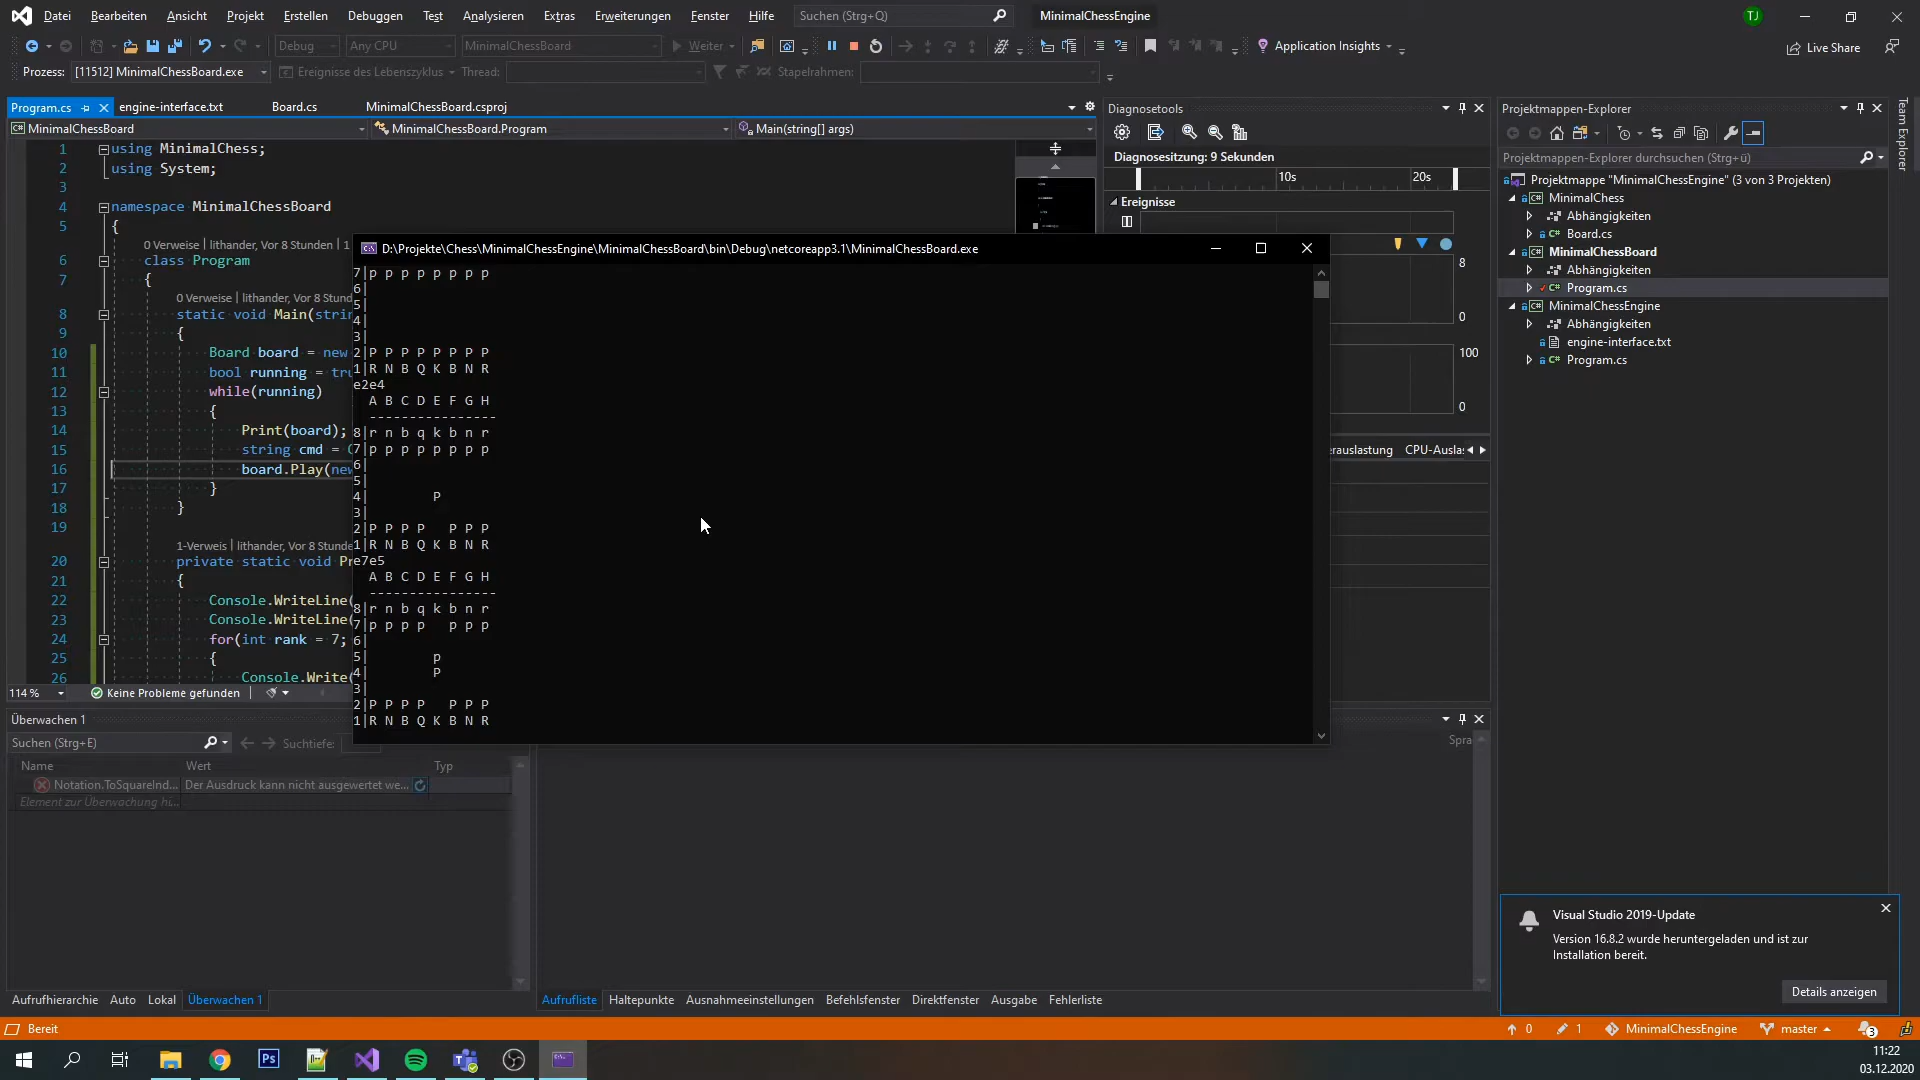 Datei Bearbeiten Ansicht Projekt Erstellen Debuggen Test Analysieren Extras Erweiterungen Fenster Hilfe Suchen (Strg+Q) MinimalChessEngine TJ
Debug Any CPU MinimalChessBoard Weiter Application Insights Live Share
Prozess: [11512] MinimalChessBoard.exe Ereignisse des Lebenszyklus Thread: Stapelrahmen:
Program.cs engine-interface.txt Board.cs MinimalChessBoard.csproj
MinimalChessBoard MinimalChessBoard.Program Main(string[] args)
1 using MinimalChess;
2 using System;
3
4 namespace MinimalChessBoard
5 {
0 Verweise | lithander, Vor 8 Stunden | 1
6 class Program
7 {
0 Verweise | lithander, Vor 8 Stund
8 static void Main(strin
9 {
10 Board board = new
11 bool running = tru
12 while(running)
13 {
14 Print(board);
15 string cmd = C
16 board.Play(new
17 }
18 }
19
1-Verweis | lithander, Vor 8 Stunde
20 private static void Pr
21 {
22 Console.WriteLine(
23 Console.WriteLine(
24 for(int rank = 7;
25 {
26 Console.Write(
114 % Keine Probleme gefunden
D:\Projekte\Chess\MinimalChessEngine\MinimalChessBoard\bin\Debug\netcoreapp3.1\MinimalChessBoard.exe
7|p p p p p p p p
6|
5|
4|
3|
2|P P P P P P P P
1|R N B Q K B N R
e2e4
A B C D E F G H
----------------
8|r n b q k b n r
7|p p p p p p p p
6|
5|
4|        P
3|
2|P P P P   P P P
1|R N B Q K B N R
e7e5
A B C D E F G H
----------------
8|r n b q k b n r
7|p p p p   p p p
6|
5|        p
4|        P
3|
2|P P P P   P P P
1|R N B Q K B N R
Diagnosetools
Diagnosesitzung: 9 Sekunden
10s 20s
Ereignisse
8
0
100
0
erauslastung CPU-Ausla
Projektmappen-Explorer
Projektmappen-Explorer durchsuchen (Strg+ü)
Projektmappe "MinimalChessEngine" (3 von 3 Projekten)
MinimalChess
Abhängigkeiten
Board.cs
MinimalChessBoard
Abhängigkeiten
Program.cs
MinimalChessEngine
Abhängigkeiten
engine-interface.txt
Program.cs
Team Explorer
Überwachen 1
Suchen (Strg+E) Suchtiefe:
Name Wert Typ
Notation.ToSquareInd... Der Ausdruck kann nicht ausgewertet we...
Element zur Überwachung hi...
Spra
Visual Studio 2019-Update
Version 16.8.2 wurde heruntergeladen und ist zur
Installation bereit.
Details anzeigen
Aufrufhierarchie Auto Lokal Überwachen 1 Aufrufliste Haltepunkte Ausnahmeeinstellungen Befehlsfenster Direktfenster Ausgabe Fehlerliste
Bereit 0 1 MinimalChessEngine master 3
Ps
11:22
03.12.2020